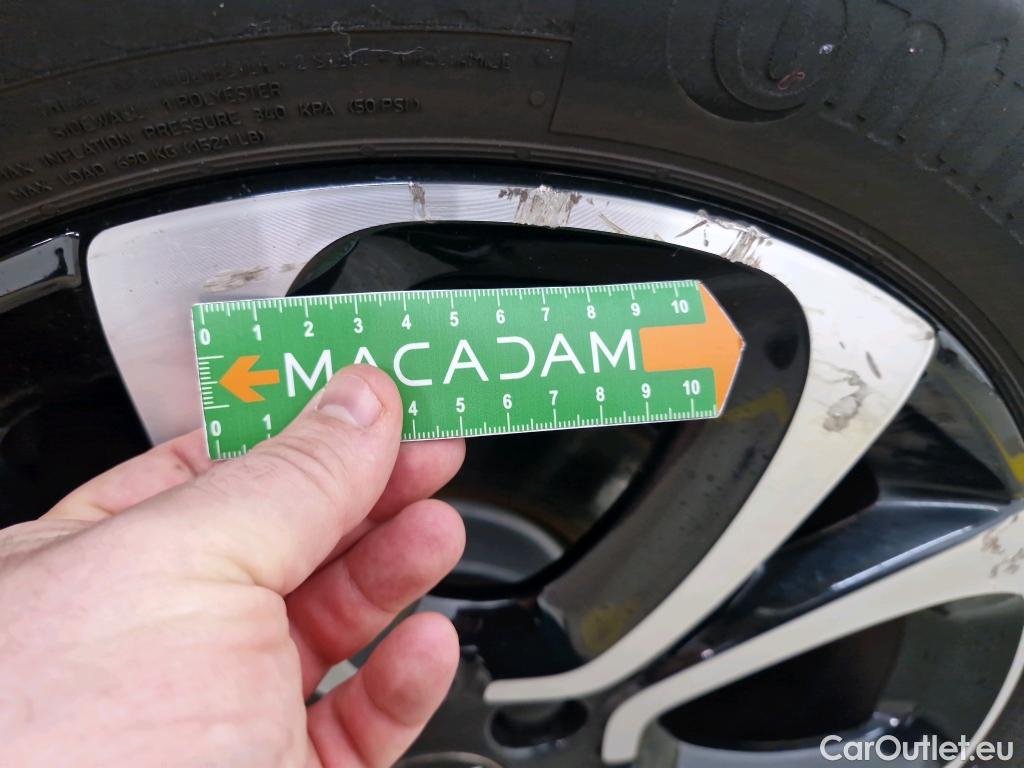 2 STEEL
SIDEWALL 1 POLYESTER
MAX INFLATION PRESSURE 340 KPA (50 PSI)
MAX LOAD 690 KG (1521 LB)
0 1 2 3 4 5 6 7 8 9 10
MACADAM
0 1 4 5 6 7 8 9 10
CarOutlet.eu